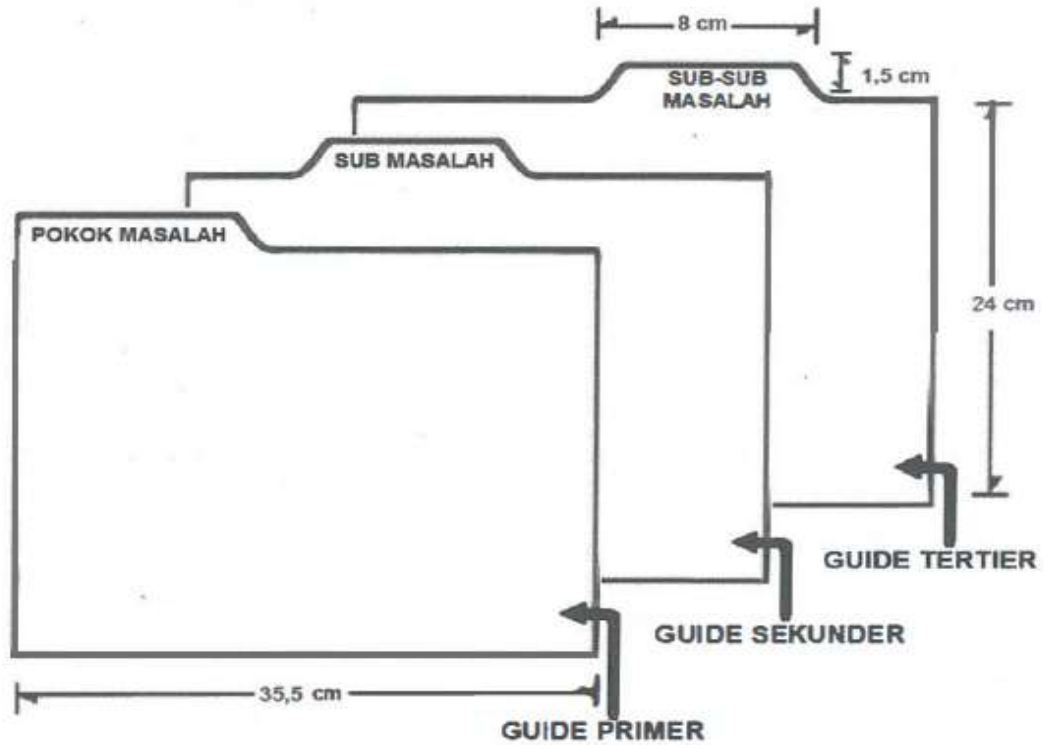 8 cm
SUB-SUB
MASALAH
1,5 cm
SUB MASALAH
POKOK MASALAH
24 cm
GUIDE TERTIER
GUIDE SEKUNDER
35,5 cm
GUIDE PRIMER